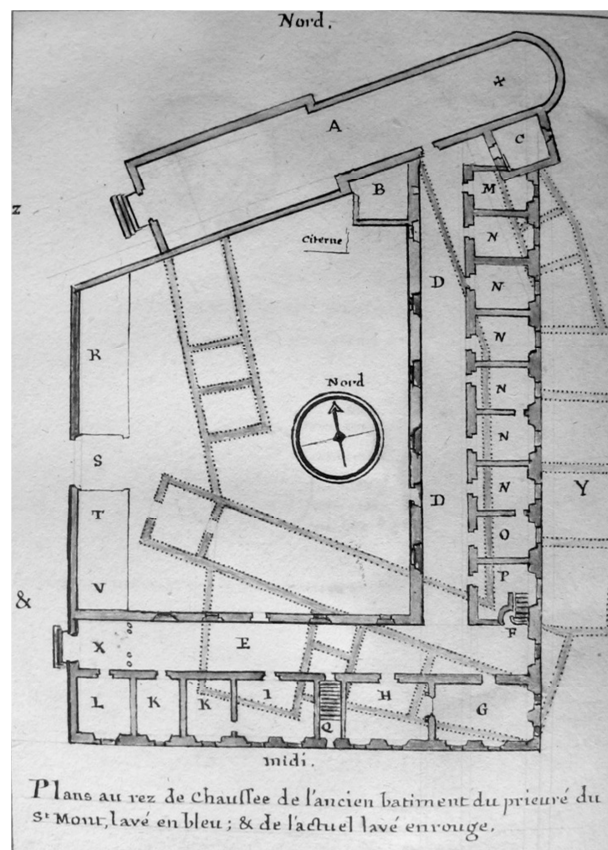 Nord.
A
x
C
B
M
Citerne
N
D
N
z
R
N
Nord
N
N
S
N
D
Y
T
O
P
V
&
F
X
E
L
K
K
I
H
G
Q
midi.
Plans au rez de Chaussee de l'ancien batiment du prieuré du
St Mont, lavé en bleu; & de l'actuel lavé en rouge.